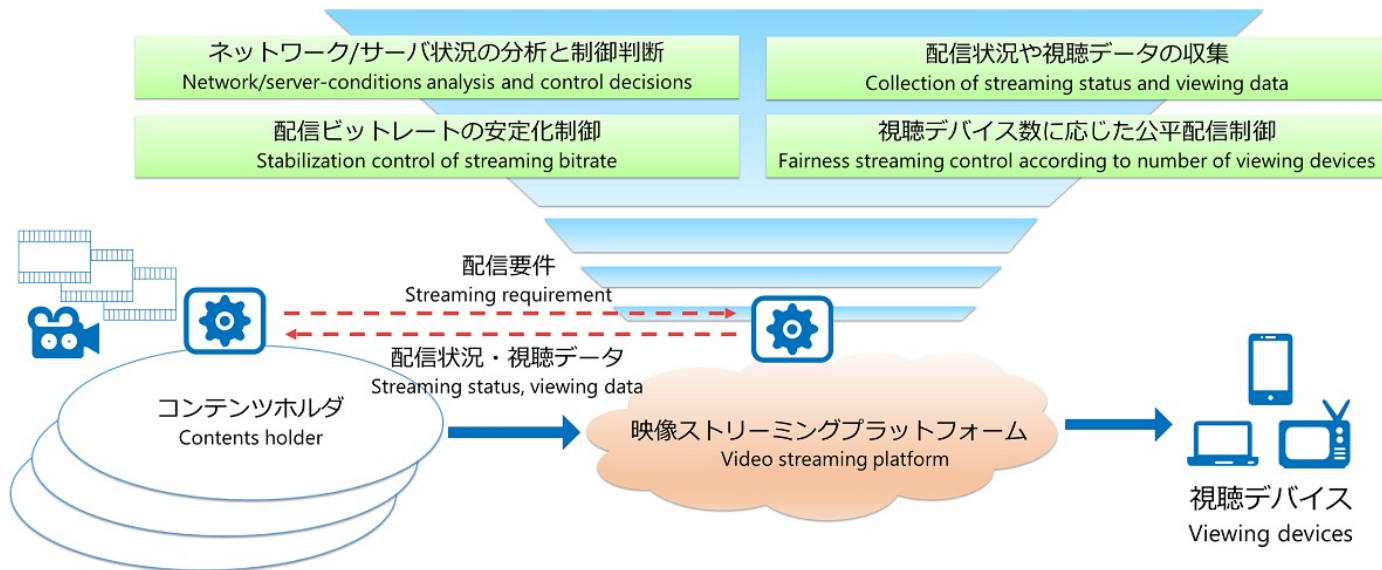 ネットワーク/サーバ状況の分析と制御判断
Network/server-conditions analysis and control decisions
配信状況や視聴データの収集
Collection of streaming status and viewing data
配信ビットレートの安定化制御
Stabilization control of streaming bitrate
視聴デバイス数に応じた公平配信制御
Fairness streaming control according to number of viewing devices
配信要件
Streaming requirement
配信状況・視聴データ
Streaming status, viewing data
コンテンツホルダ
Contents holder
映像ストリーミングプラットフォーム
Video streaming platform
視聴デバイス
Viewing devices